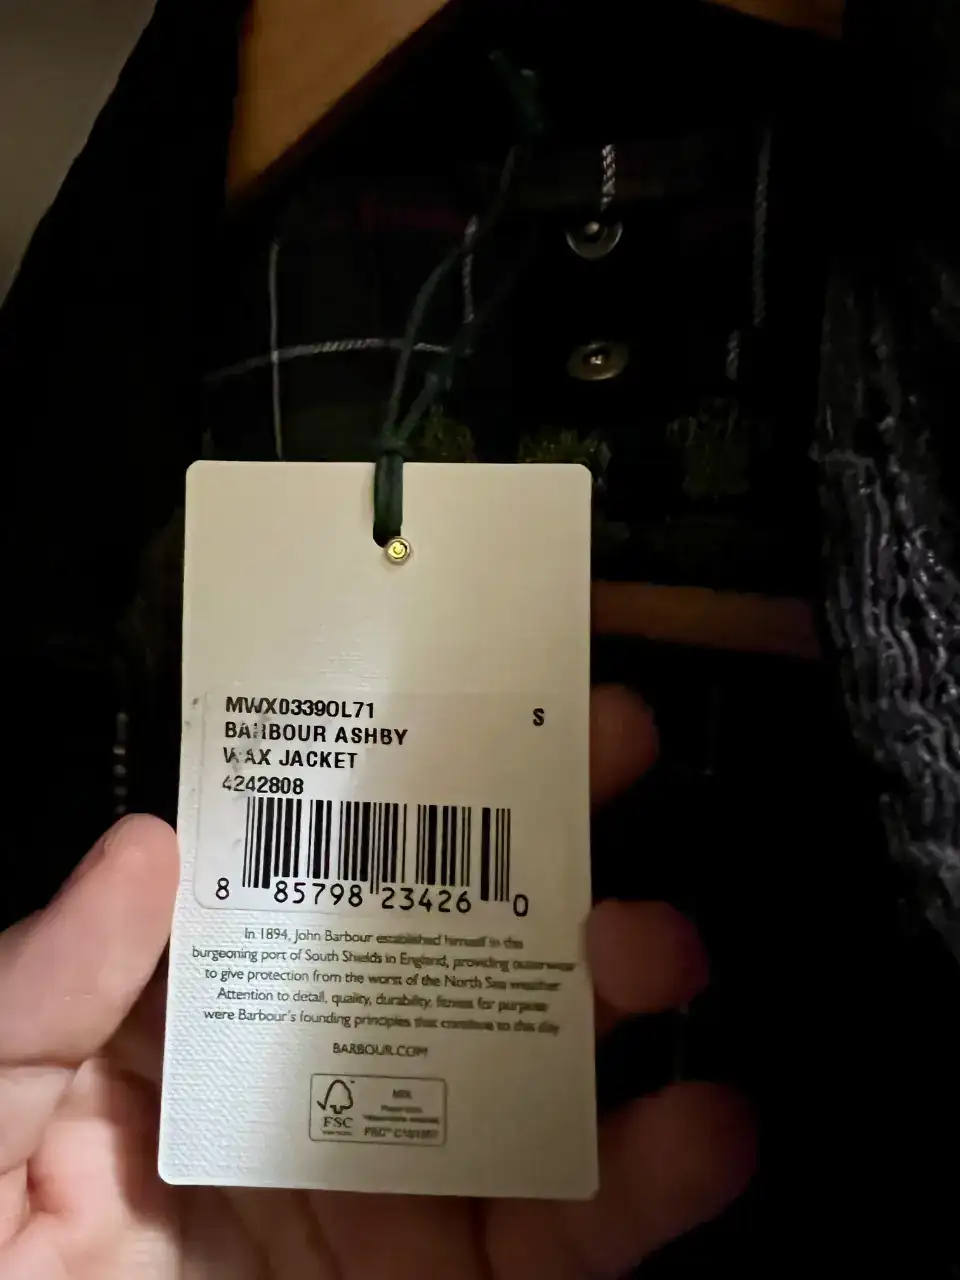 MWX0339OL71
S
BARBOUR ASHBY
WAX JACKET
4242808
8 85798 23426 0
In 1894, John Barbour established himself in the
burgeoning port of South Shields in England, providing outerwear
to give protection from the worst of the North Sea weather.
Attention to detail, quality, durability, fitness for purpose
were Barbour's founding principles that continue to this day
BARBOUR.COM
FSC
MIX